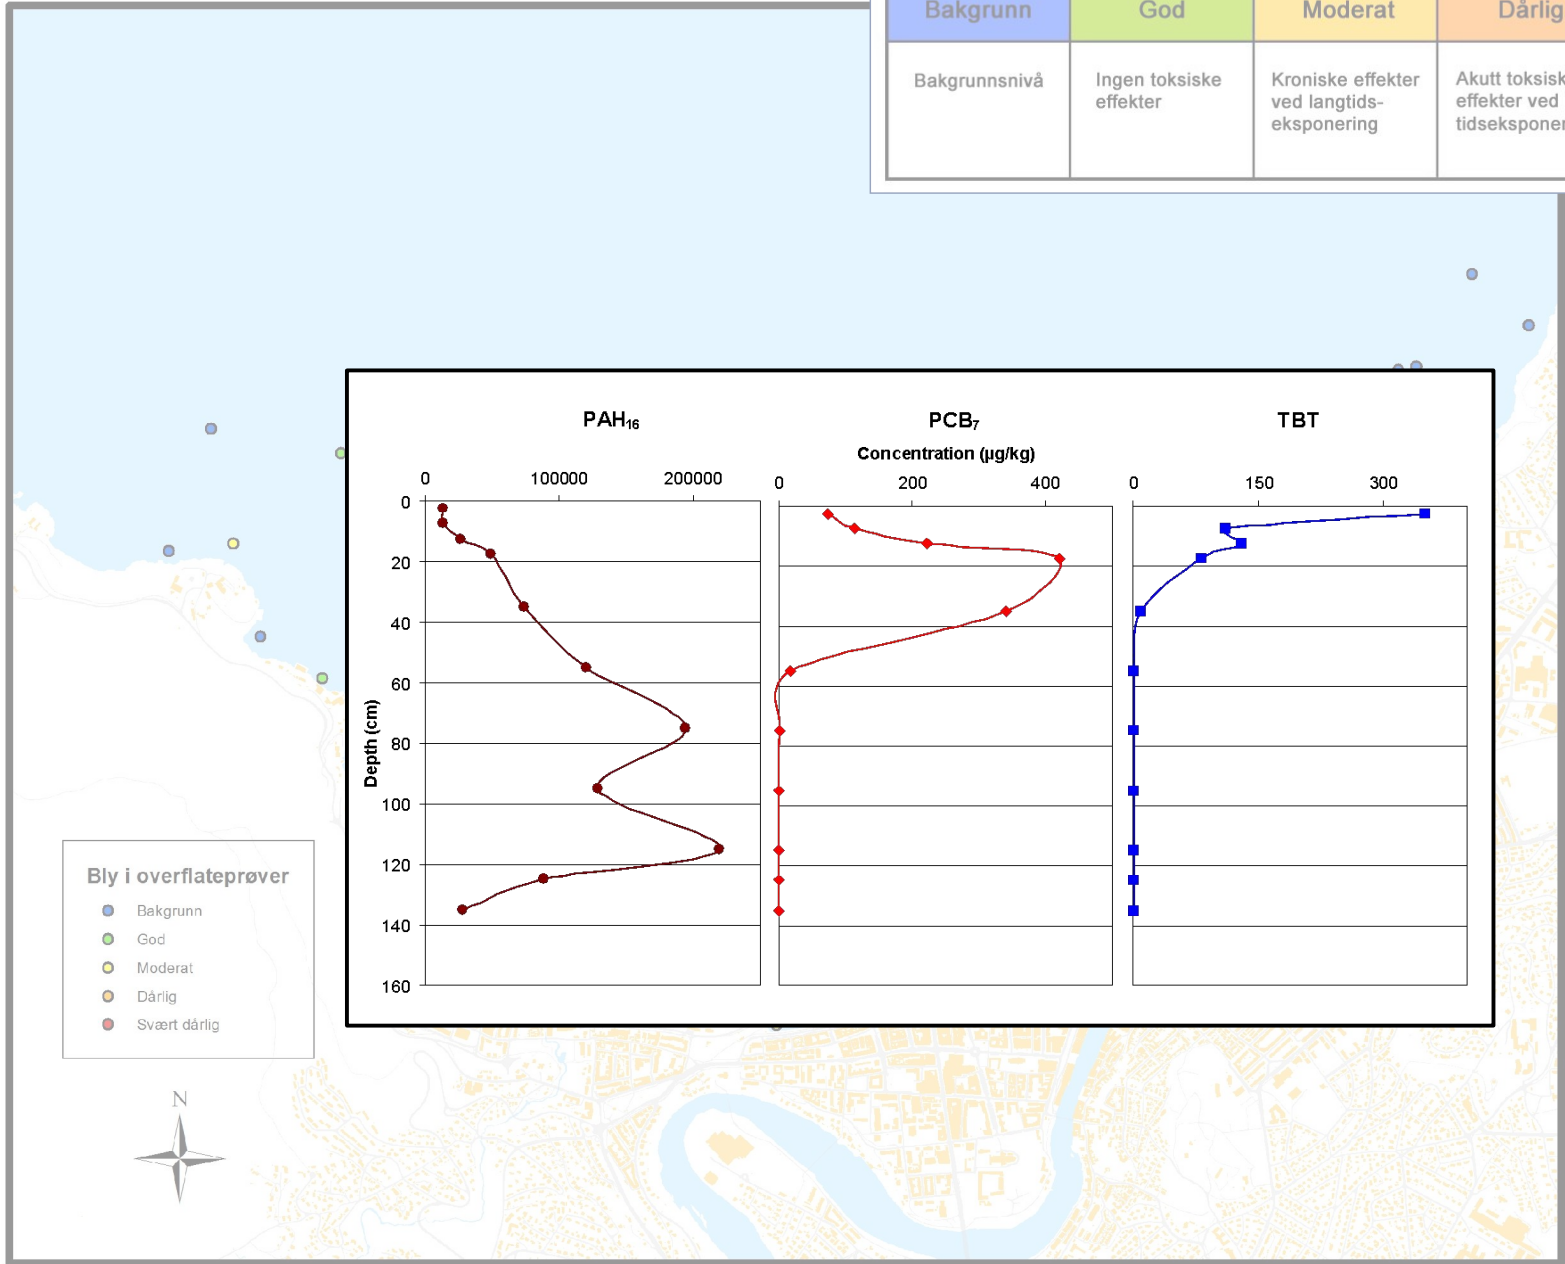 Bakgrunn God Moderat Dårlig
Bakgrunnsnivå
Ingen toksiske
effekter
Kroniske effekter
ved langtids-
eksponering
Akutt toksisk
effekter ved
tidseksponer
PAH₁₆ PCB₇ TBT
Concentration (µg/kg)
0 100000 200000
0 200 400
0 150 300
Depth (cm)
0
20
40
60
80
100
120
140
160
Bly i overflateprøver
Bakgrunn
God
Moderat
Dårlig
Svært dårlig
N